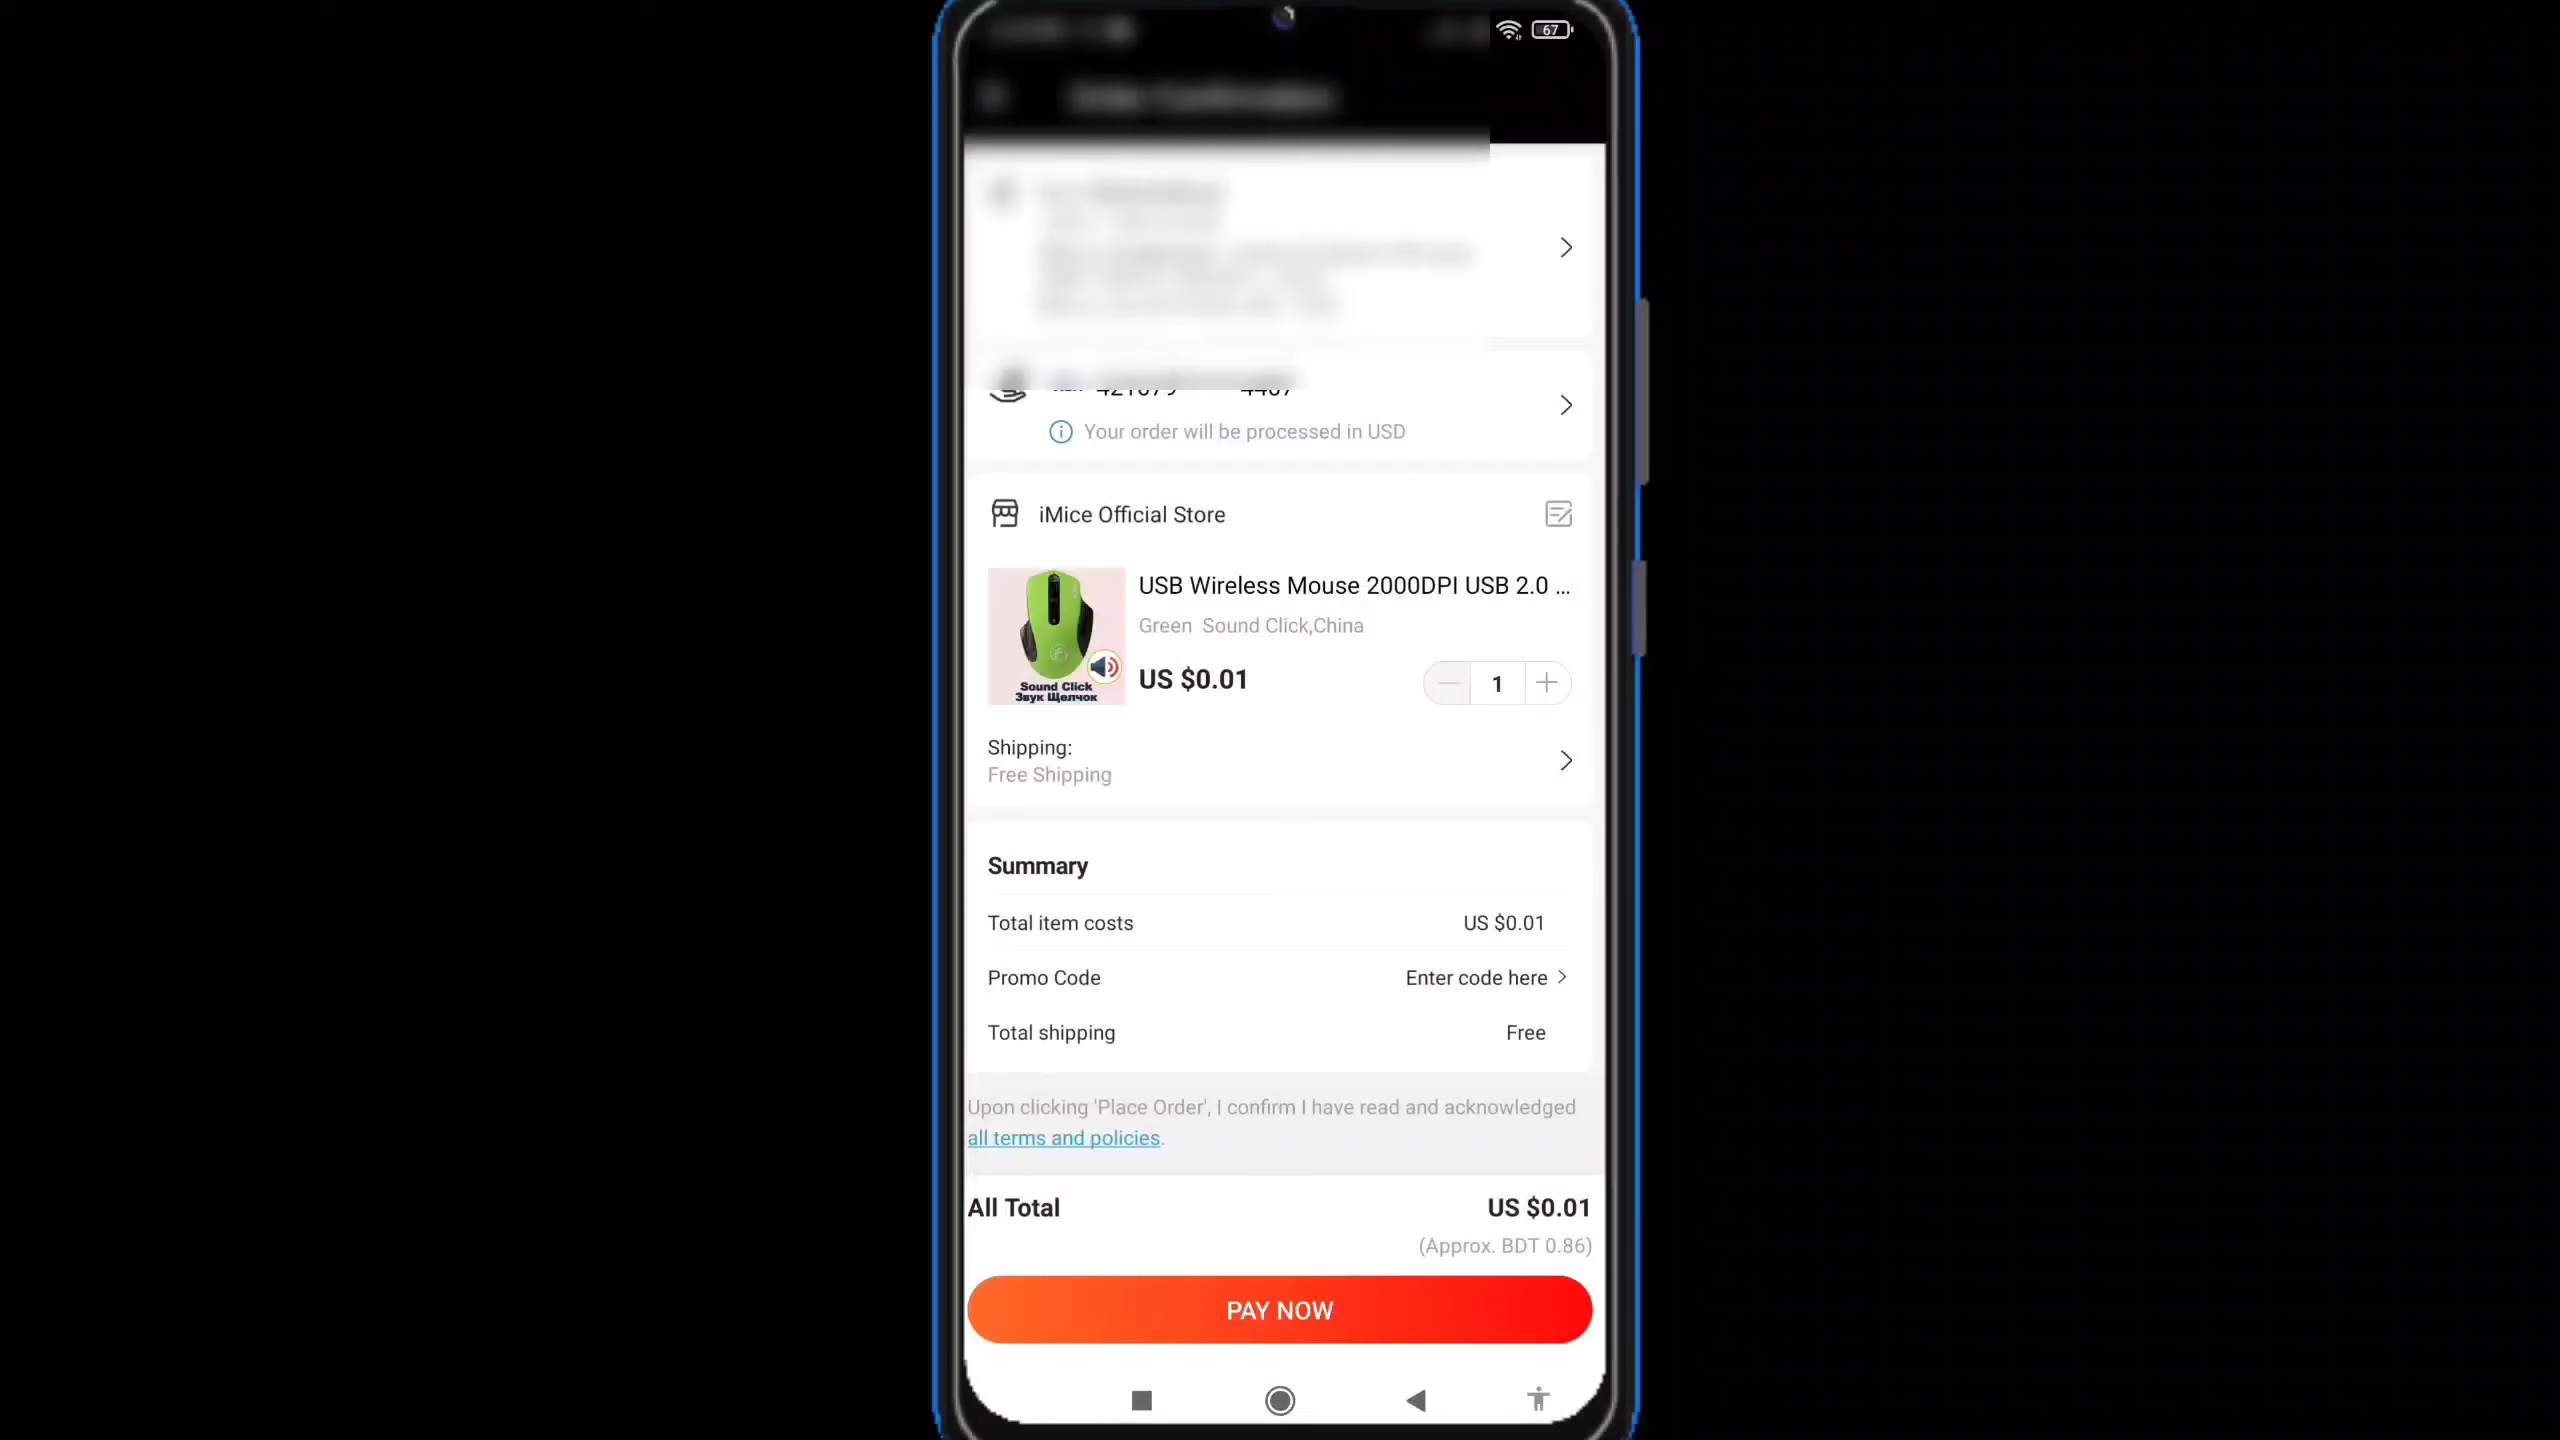 67
Your order will be processed in USD
iMice Official Store
USB Wireless Mouse 2000DPI USB 2.0 ...
Green Sound Click,China
Sound Click
Звук Щелчок
US $0.01
1
Shipping:
Free Shipping
Summary
Total item costs US $0.01
Promo Code Enter code here
Total shipping Free
Upon clicking 'Place Order', I confirm I have read and acknowledged
all terms and policies.
All Total US $0.01
(Approx. BDT 0.86)
PAY NOW